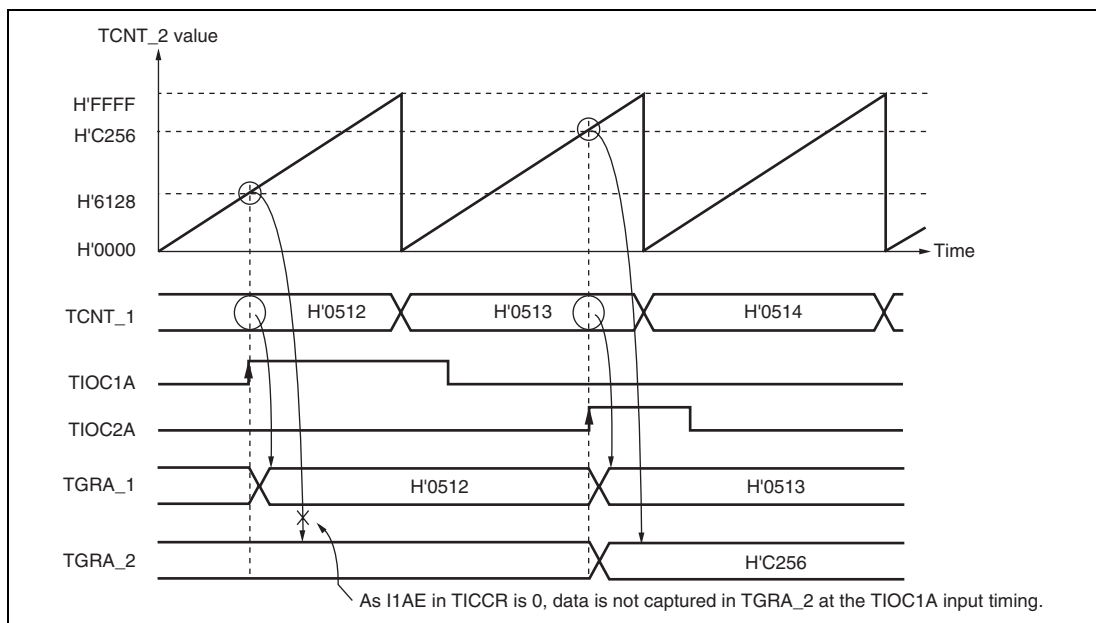 TCNT_2 value
H'FFFF
H'C256
H'6128
H'0000
Time
TCNT_1
H'0512
H'0513
H'0514
TIOC1A
TIOC2A
TGRA_1
H'0512
H'0513
TGRA_2
H'C256
As I1AE in TICCR is 0, data is not captured in TGRA_2 at the TIOC1A input timing.